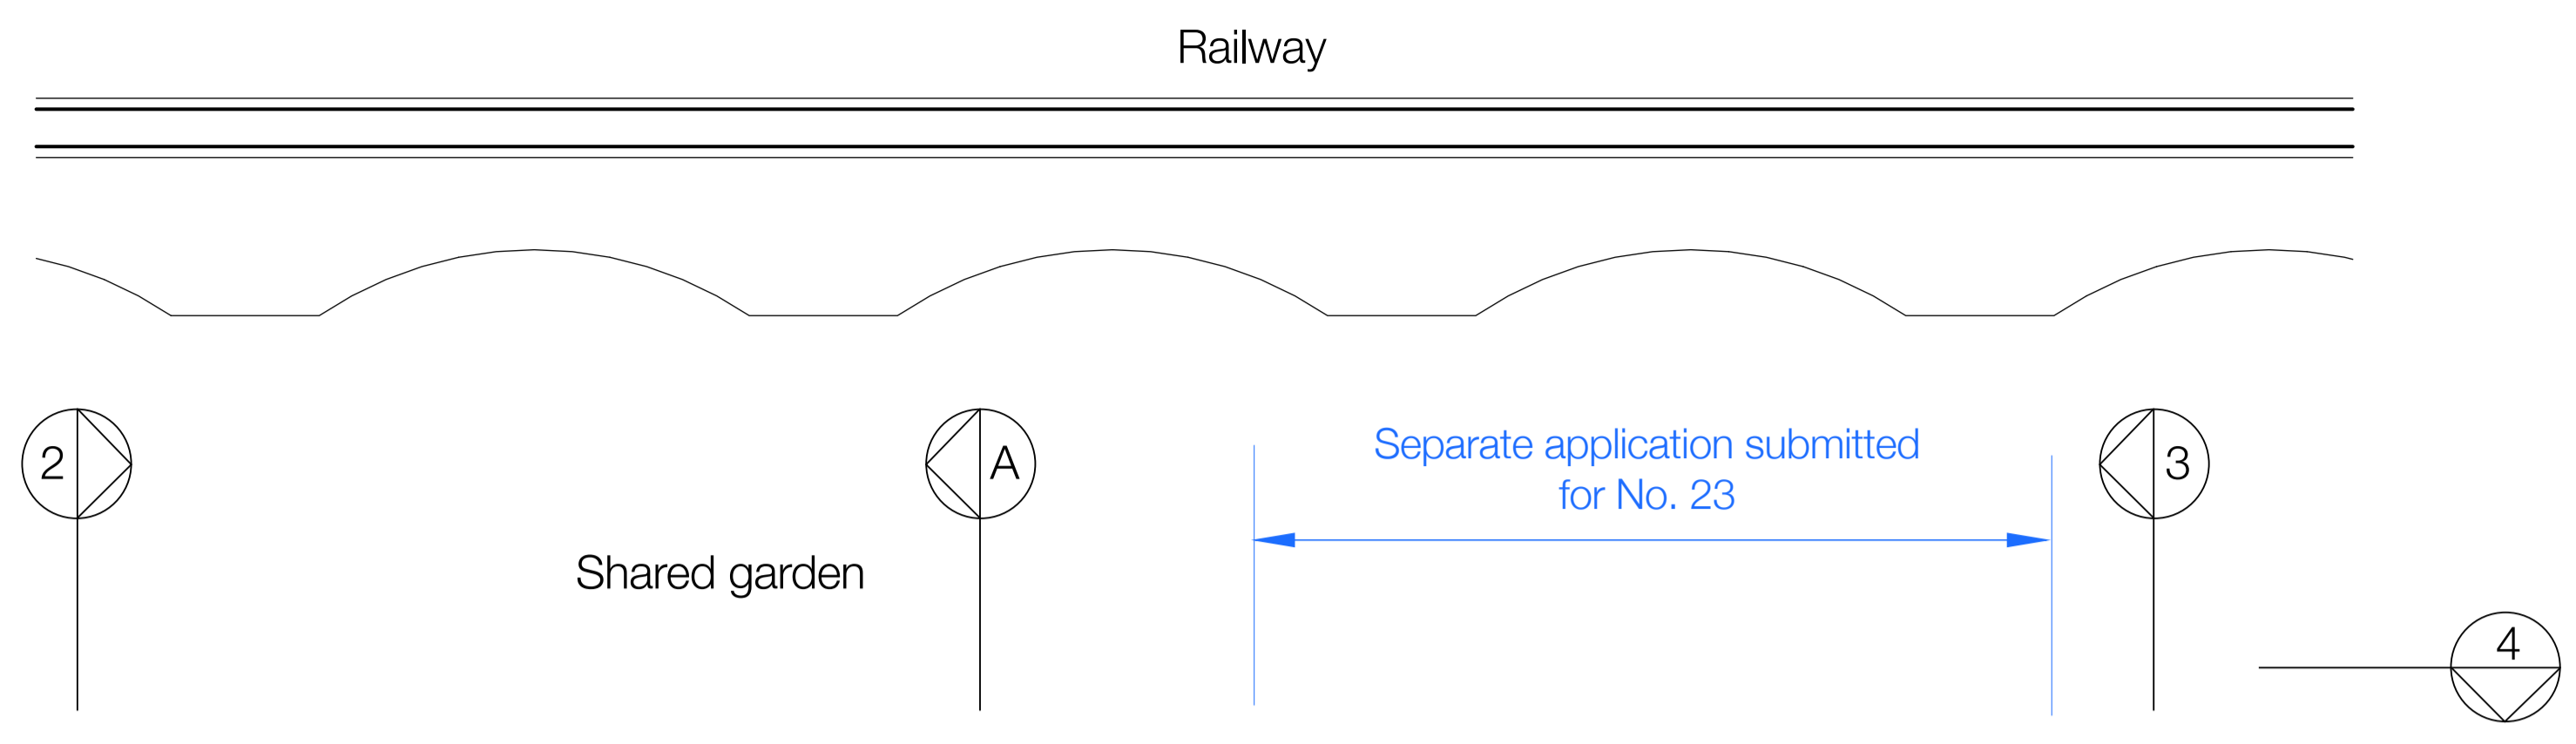 Railway
2
A
Separate application submitted
for No. 23
3
Shared garden
4